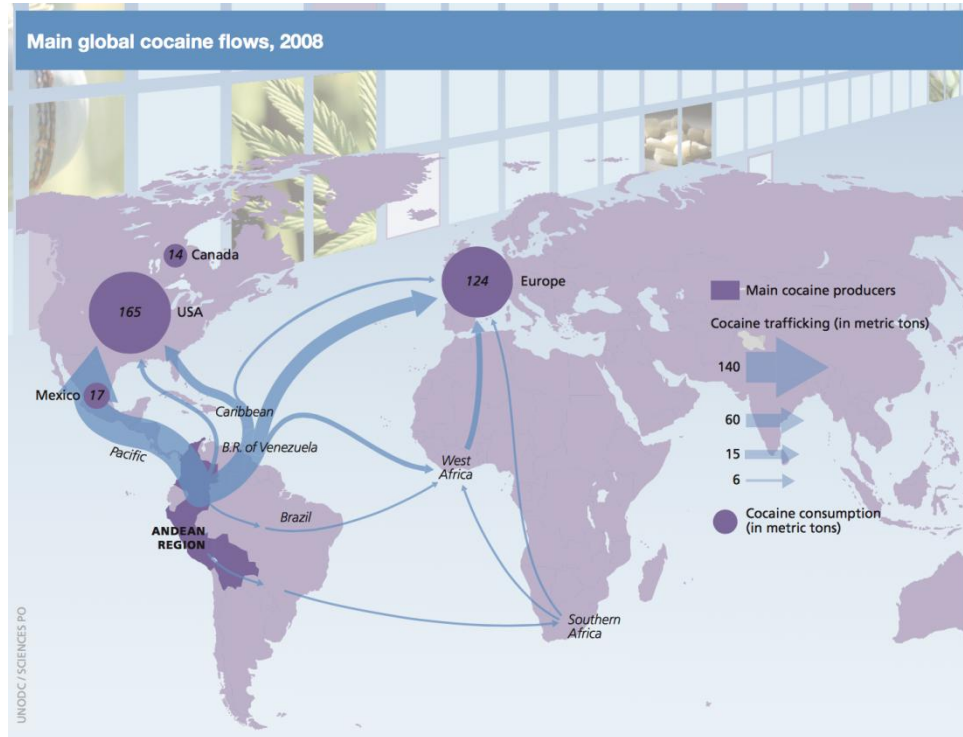 Main global cocaine flows, 2008
14 Canada
165 USA
124 Europe
Mexico 17
Caribbean
Pacific
B.R. of Venezuela
West
Africa
Brazil
ANDEAN
REGION
Southern
Africa
Main cocaine producers
Cocaine trafficking (in metric tons)
140
60
15
6
Cocaine consumption
(in metric tons)
UNODC / SCIENCES PO